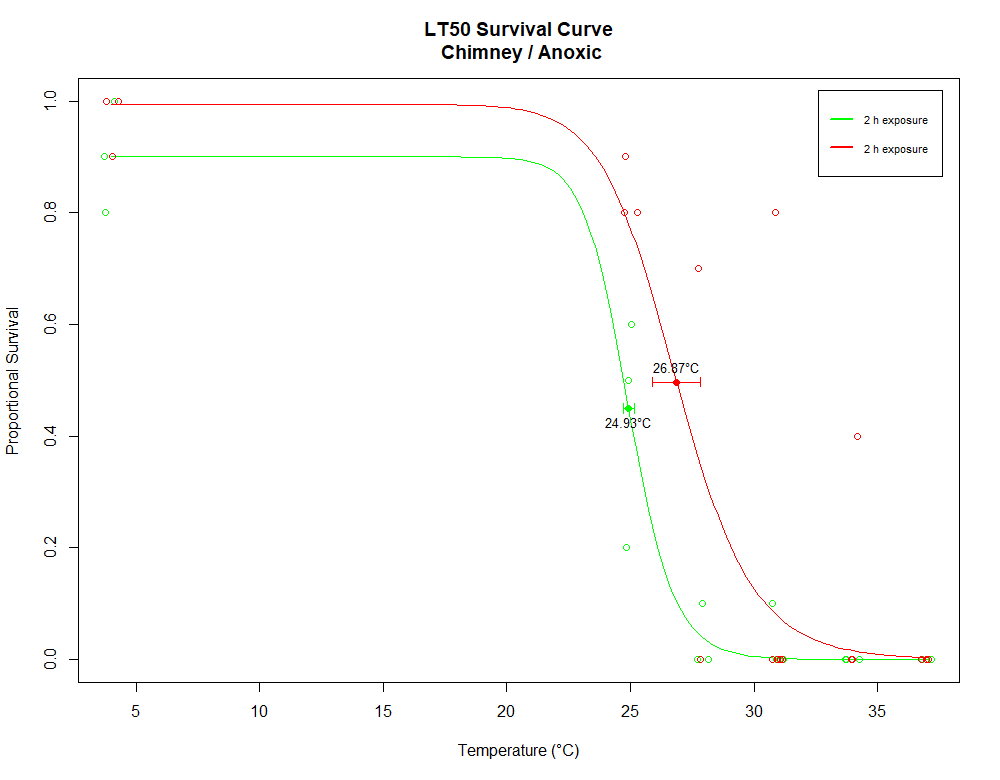 LT50 Survival Curve
Chimney / Anoxic
2 h exposure
2 h exposure
Proportional Survival
1.0
0.8
0.6
0.4
0.2
0.0
26.87°C
24.93°C
5 10 15 20 25 30 35
Temperature (°C)